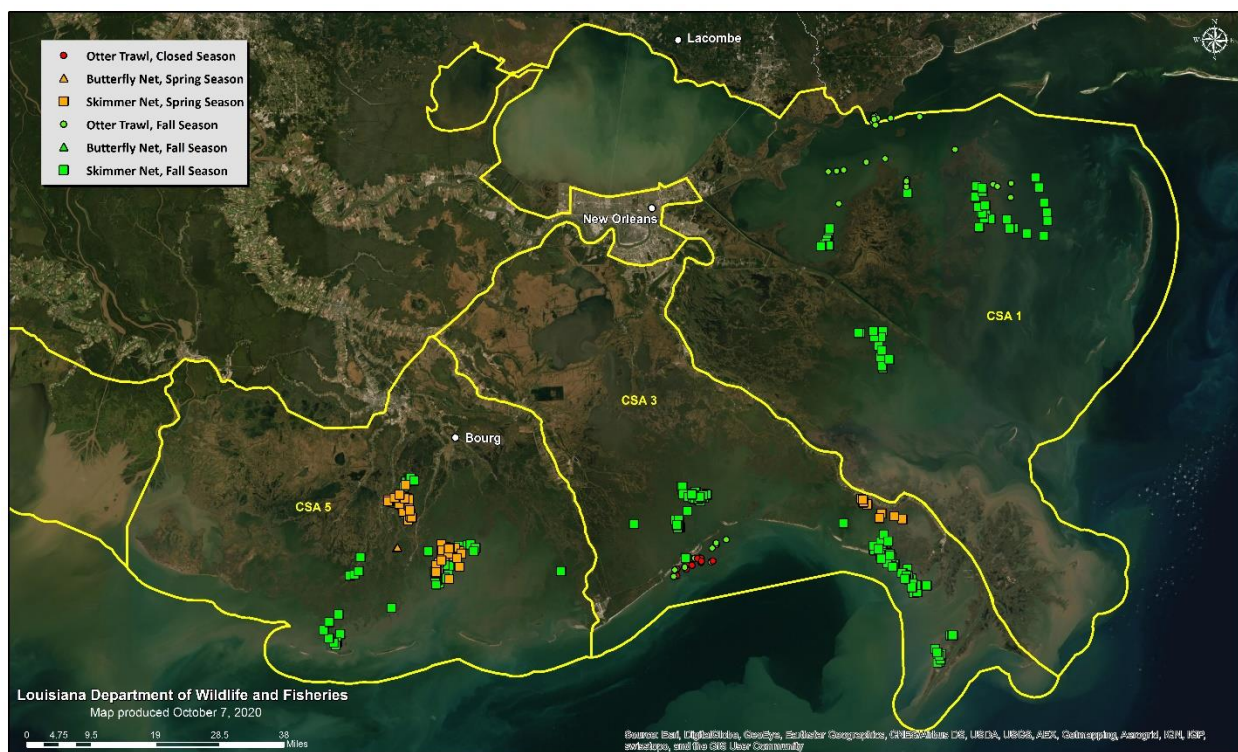 Lacombe
N
W
E
S
Otter Trawl, Closed Season
Butterfly Net, Spring Season
Skimmer Net, Spring Season
Otter Trawl, Fall Season
Butterfly Net, Fall Season
Skimmer Net, Fall Season
New Orleans
CSA 1
CSA 3
Bourg
CSA 5
Louisiana Department of Wildlife and Fisheries
Map produced October 7, 2020
0 4.75 9.5 19 28.5 38
Miles
Source: Esri, DigitalGlobe, GeoEye, Earthstar Geographics, CNES/Airbus DS, USDA, USGS, AEX, Getmapping, Aerogrid, IGN, IGP,
swisstopo, and the GIS User Community